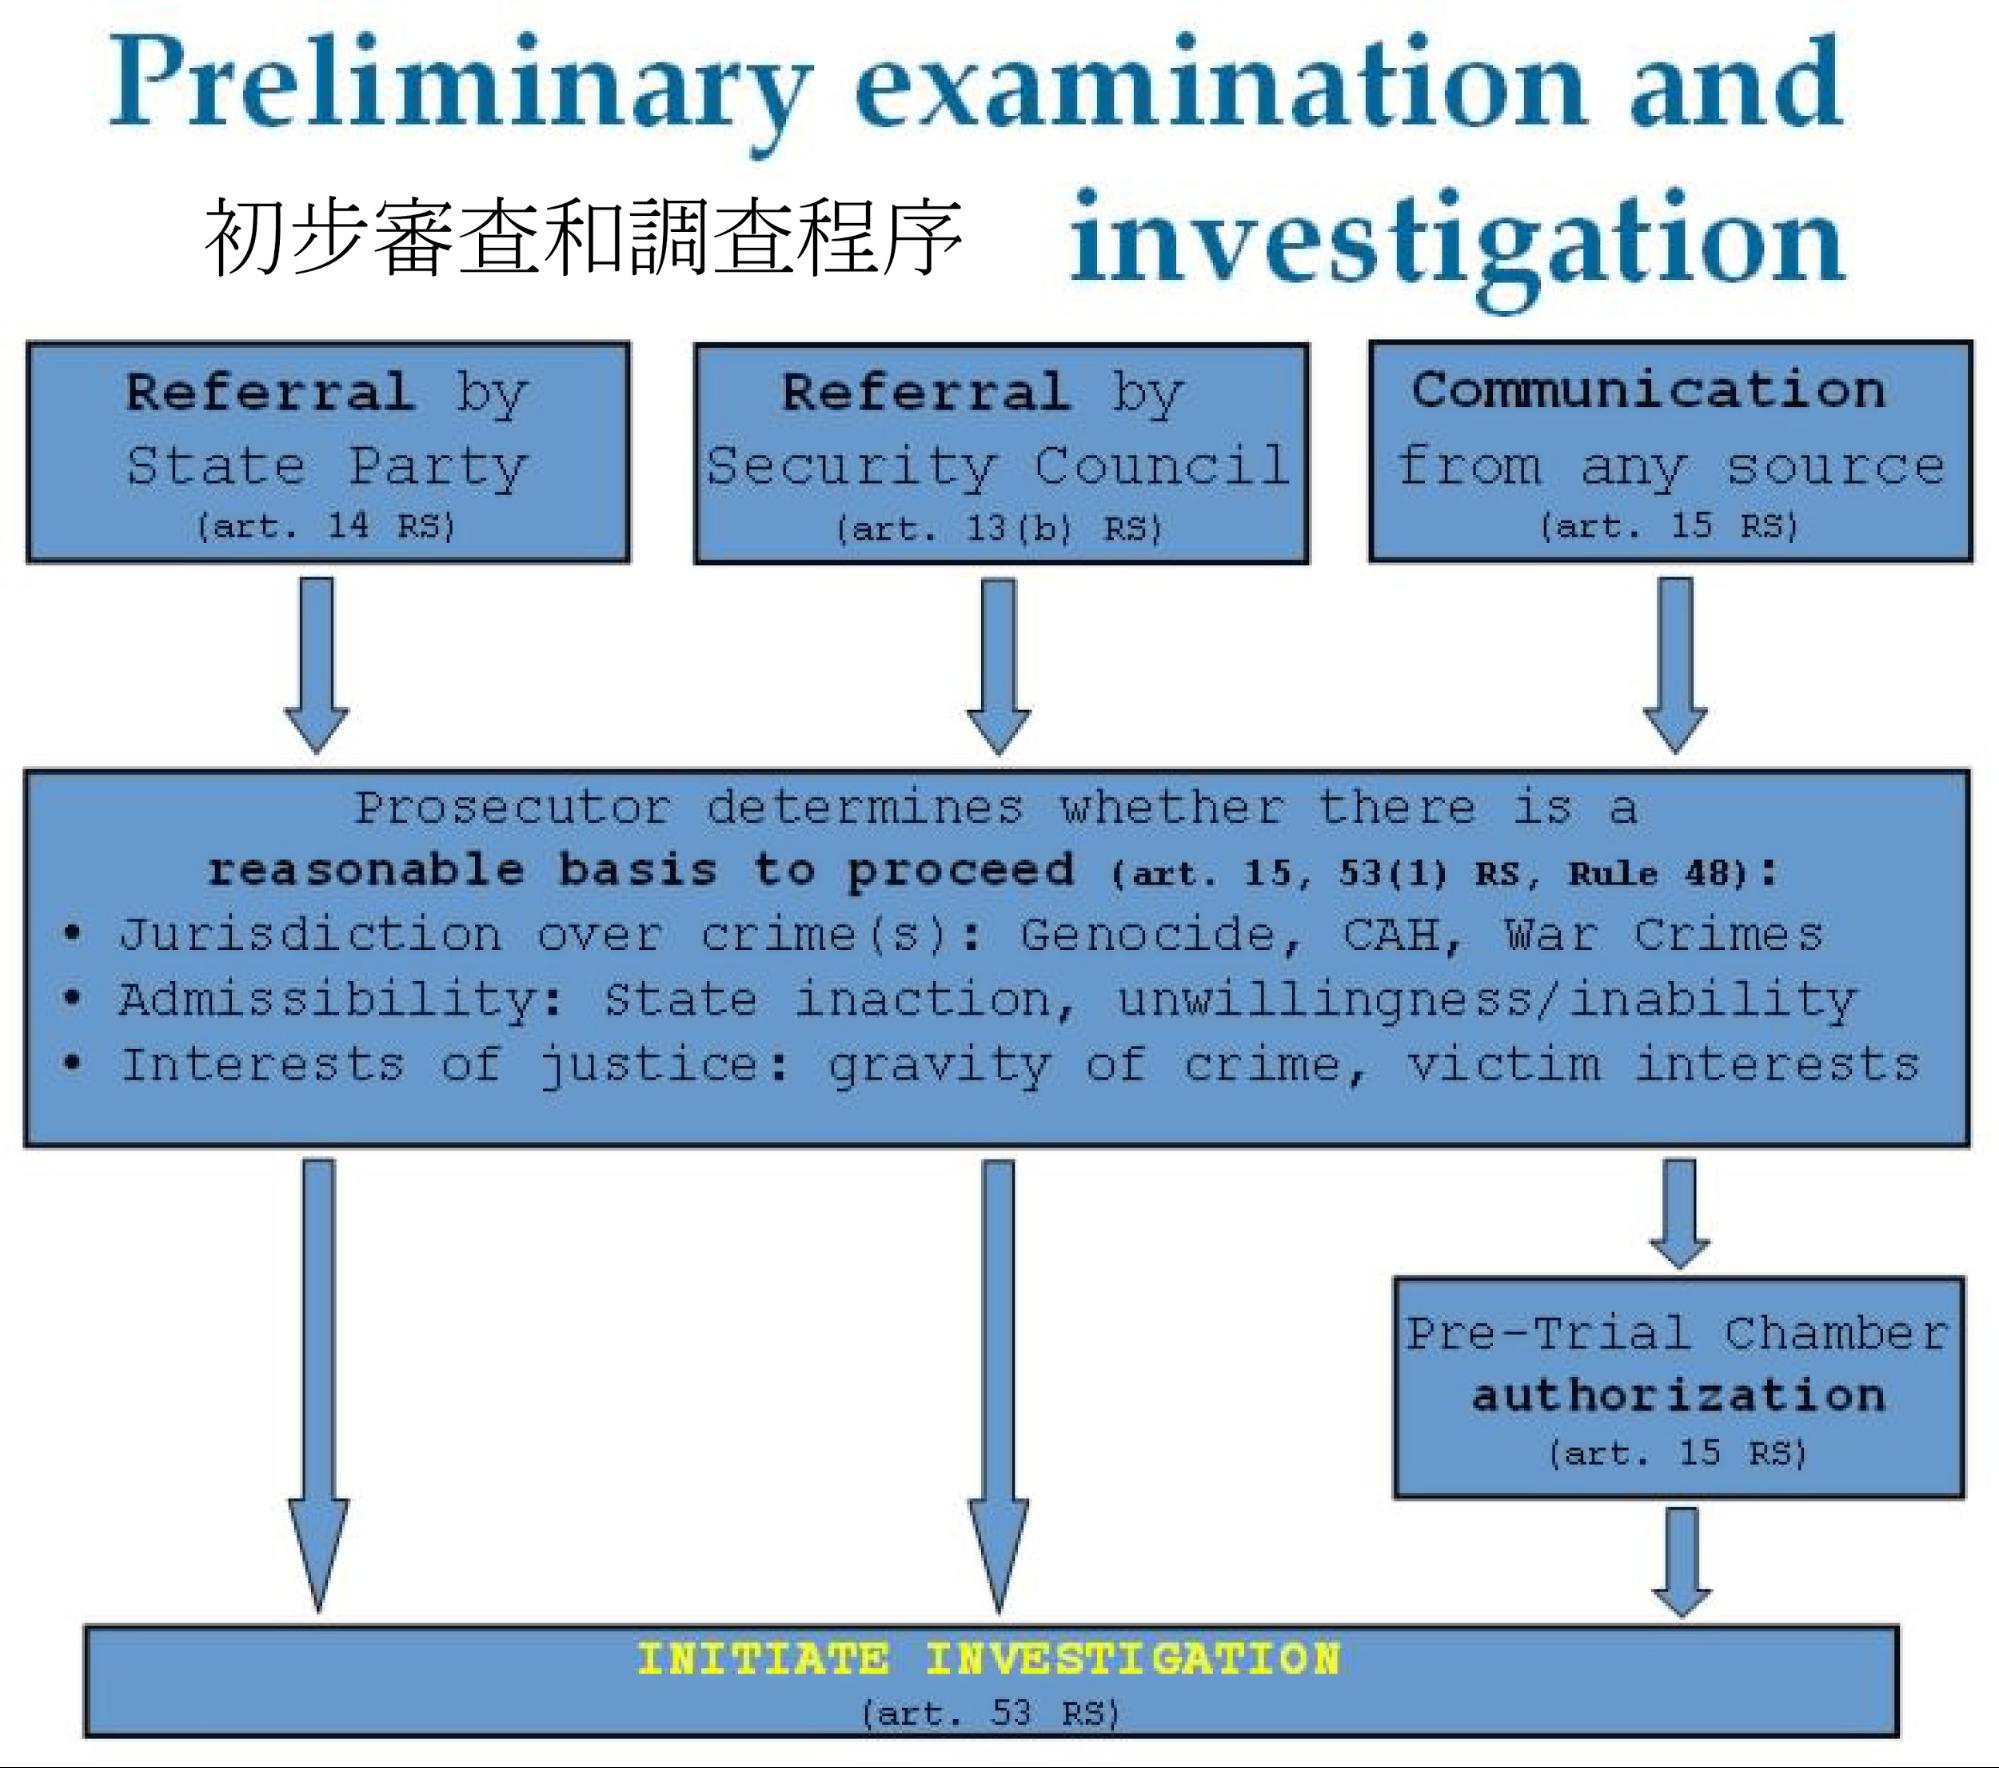 Preliminary examination and
初步審查和調查程序 investigation
Referral by
State Party
(art. 14 RS)
Referral by
Security Council
(art. 13(b) RS)
Communication
from any source
(art. 15 RS)
Prosecutor determines whether there is a
reasonable basis to proceed (art. 15, 53(1) RS, Rule 48):
• Jurisdiction over crime(s): Genocide, CAH, War Crimes
• Admissibility: State inaction, unwillingness/inability
• Interests of justice: gravity of crime, victim interests
Pre-Trial Chamber
authorization
(art. 15 RS)
INITIATE INVESTIGATION
(art. 53 RS)